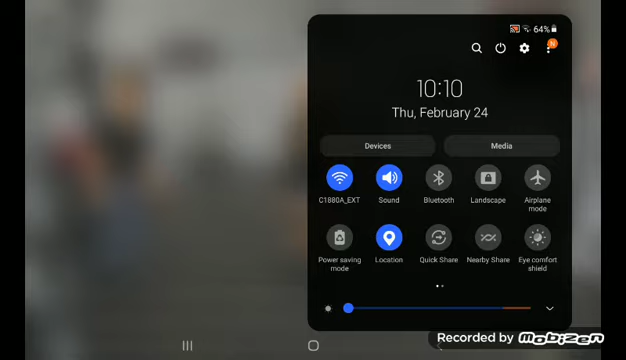 64%
N
10:10
Thu, February 24
Devices
Media
C1880A_EXT
Sound
Bluetooth
Landscape
Airplane
mode
Power saving
mode
Location
Quick Share
Nearby Share
Eye comfort
shield
Recorded by Mobizen